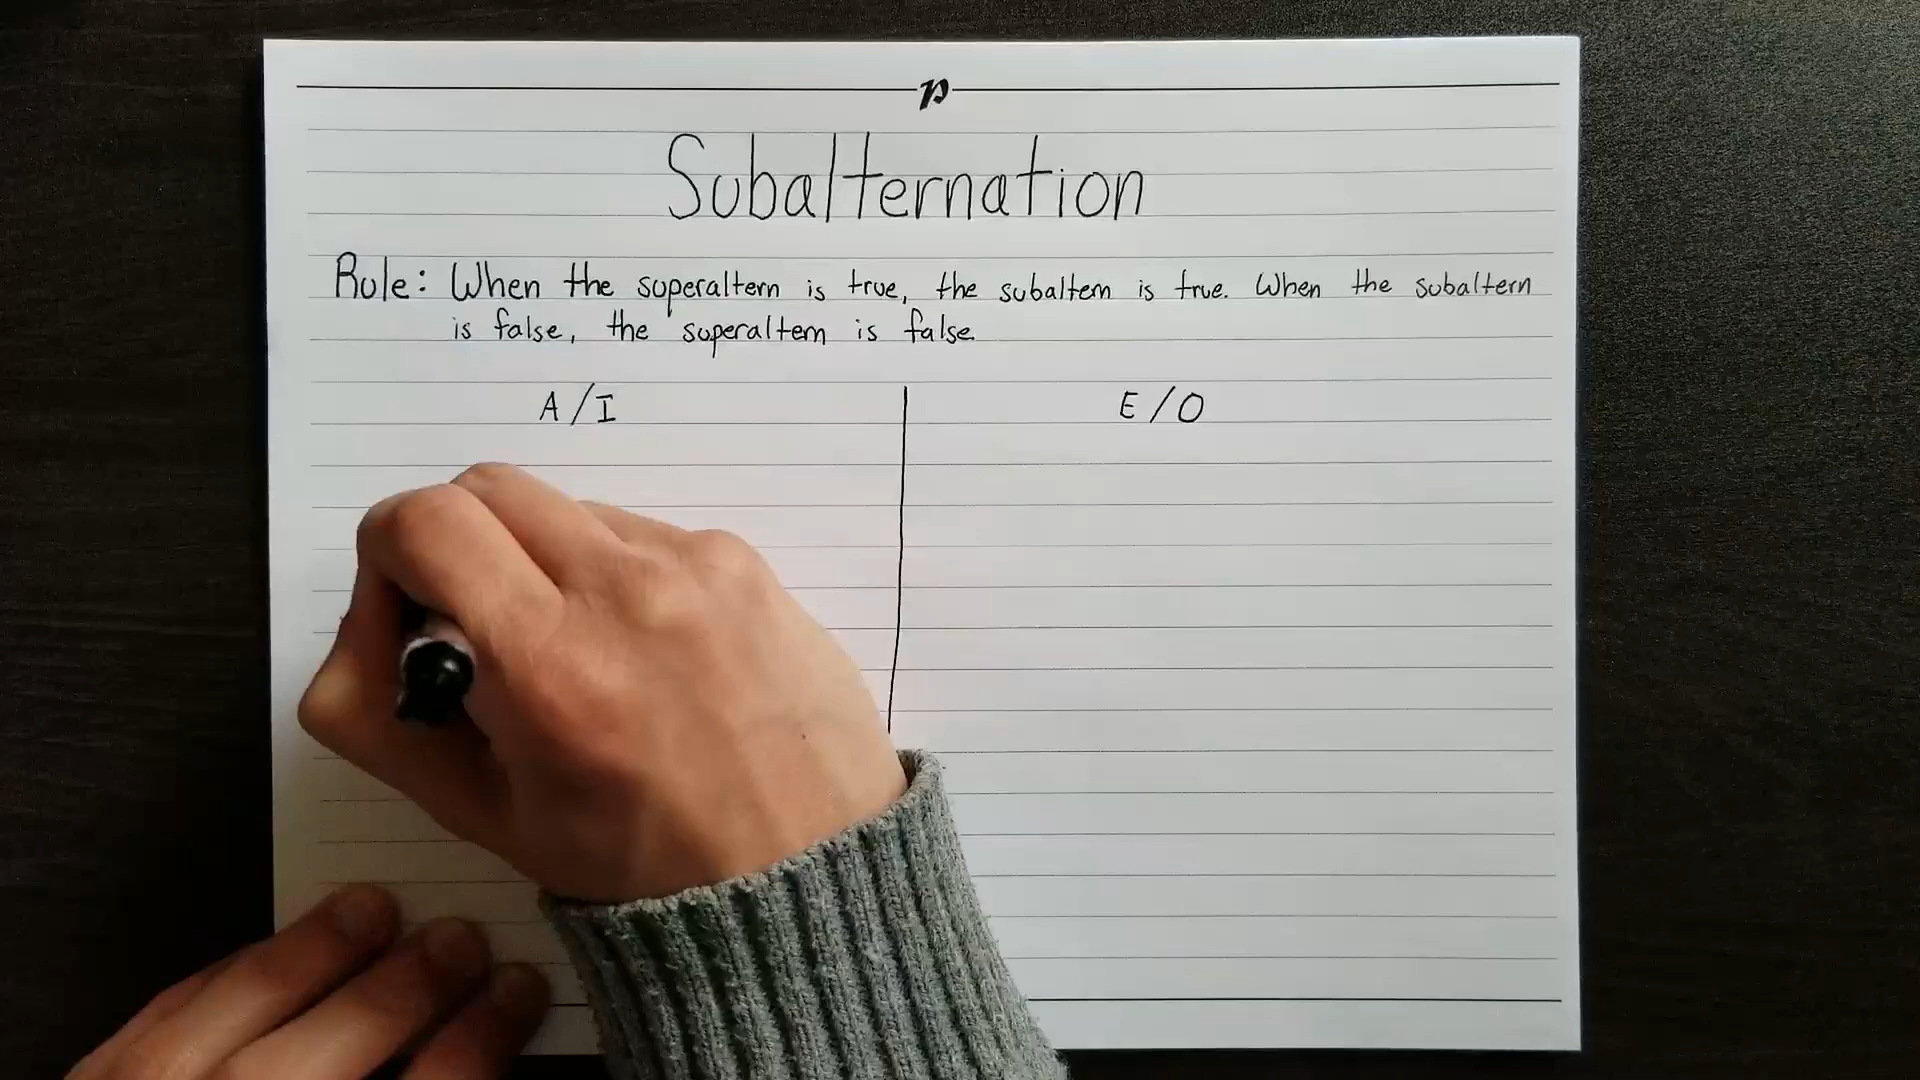 p
Subalternation
Rule: When the superaltern is true, the subaltern is true. When the subaltern
is false, the superaltern is false.
A/I
E/O